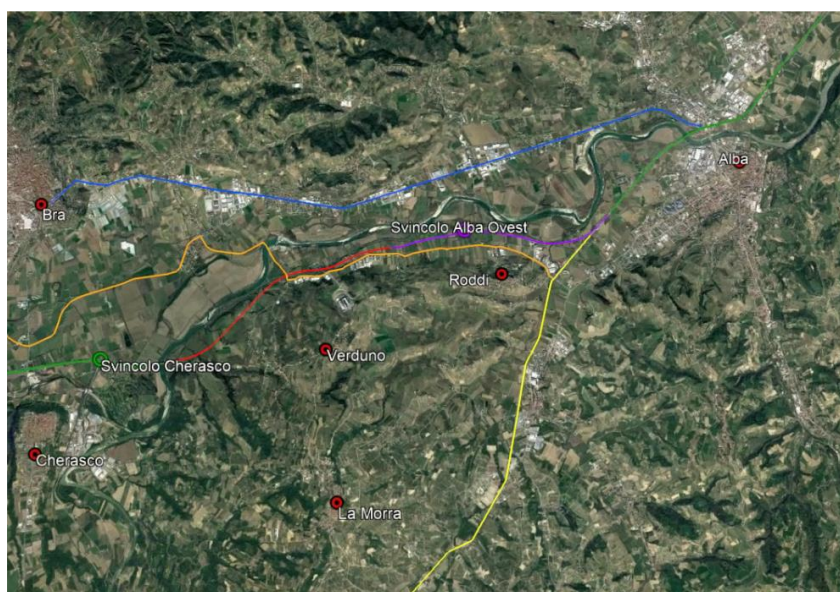 Alba
Bra
Svincolo Alba Ovest
Roddi
Verduno
Svincolo Cherasco
Cherasco
La Morra